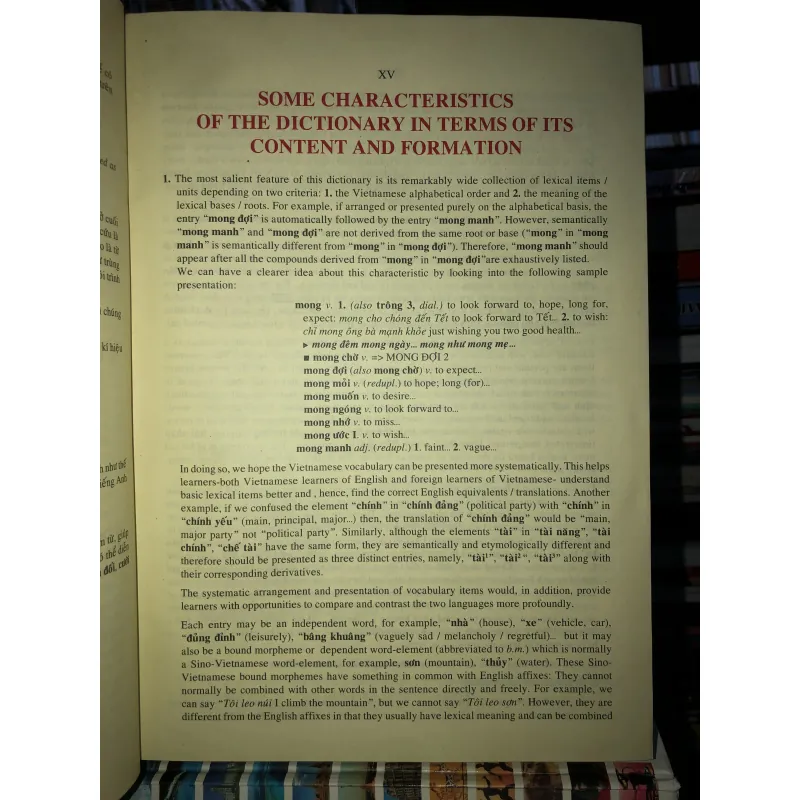 XV
SOME CHARACTERISTICS
OF THE DICTIONARY IN TERMS OF ITS
CONTENT AND FORMATION
1. The most salient feature of this dictionary is its remarkably wide collection of lexical items /
units depending on two criteria: 1. the Vietnamese alphabetical order and 2. the meaning of the
lexical bases / roots. For example, if arranged or presented purely on the alphabetical basis, the
entry “mong đợi” is automatically followed by the entry “mong manh”. However, semantically
“mong manh” and “mong đợi” are not derived from the same root or base (“mong” in “mong
manh” is semantically different from “mong” in “mong đợi”). Therefore, “mong manh” should
appear after all the compounds derived from “mong” in “mong đợi”are exhaustively listed.
We can have a clearer idea about this characteristic by looking into the following sample
presentation:
mong v. 1. (also trông 3, dial.) to look forward to, hope, long for,
expect: mong cho chóng đến Tết to look forward to Tết... 2. to wish:
chỉ mong ông bà mạnh khỏe just wishing you two good health...
▸ mong đêm mong ngày... mong như mong mẹ...
■ mong chờ v. => MONG ĐỢI 2
mong đợi (also mong chờ) v. to expect...
mong mỏi v. (redupl.) to hope; long (for)...
mong muốn v. to desire...
mong ngóng v. to look forward to...
mong nhớ v. to miss...
mong ước I. v. to wish...
mong manh adj. (redupl.) 1. faint... 2. vague...
In doing so, we hope the Vietnamese vocabulary can be presented more systematically. This helps
learners-both Vietnamese learners of English and foreign learners of Vietnamese- understand
basic lexical items better and , hence, find the correct English equivalents / translations. Another
example, if we confused the element “chính” in “chính đảng” (political party) with “chính” in
“chính yếu” (main, principal, major...) then, the translation of “chính đảng” would be “main,
major party” not “political party”. Similarly, although the elements “tài” in “tài năng”, “tài
chính”, “chế tài” have the same form, they are semantically and etymologically different and
therefore should be presented as three distinct entries, namely, “tài¹”, “tài² “, “tài³” along with
their corresponding derivatives.
The systematic arrangement and presentation of vocabulary items would, in addition, provide
learners with opportunities to compare and contrast the two languages more profoundly.
Each entry may be an independent word, for example, “nhà” (house), “xe” (vehicle, car),
“đủng đỉnh” (leisurely), “bâng khuâng” (vaguely sad / melancholy / regretful)... but it may
also be a bound morpheme or dependent word-element (abbreviated to b.m.) which is normally
a Sino-Vietnamese word-element, for example, sơn (mountain), “thủy” (water). These Sino-
Vietnamese bound morphemes have something in common with English affixes: They cannot
normally be combined with other words in the sentence directly and freely. For example, we
can say “Tôi leo núi I climb the mountain”, but we cannot say “Tôi leo sơn”. However, they are
different from the English affixes in that they usually have lexical meaning and can be combined